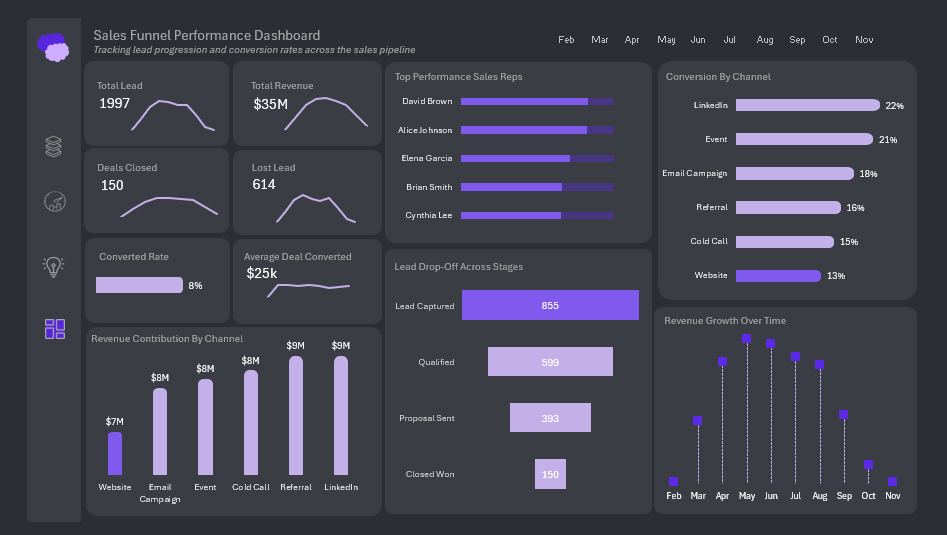 Sales Funnel Performance Dashboard
Tracking lead progression and conversion rates across the sales pipeline
Feb Mar Apr May Jun Jul Aug Sep Oct Nov
Total Lead
1997
Total Revenue
$35M
Deals Closed
150
Lost Lead
614
Converted Rate
8%
Average Deal Converted
$25k
Revenue Contribution By Channel
$7M $8M $8M $8M $9M $9M
Website Email Event Cold Call Referral LinkedIn
Campaign
Top Performance Sales Reps
David Brown
Alice Johnson
Elena Garcia
Brian Smith
Cynthia Lee
Lead Drop-Off Across Stages
Lead Captured 855
Qualified 599
Proposal Sent 393
Closed Won 150
Conversion By Channel
LinkedIn 22%
Event 21%
Email Campaign 18%
Referral 16%
Cold Call 15%
Website 13%
Revenue Growth Over Time
Feb Mar Apr May Jun Jul Aug Sep Oct Nov